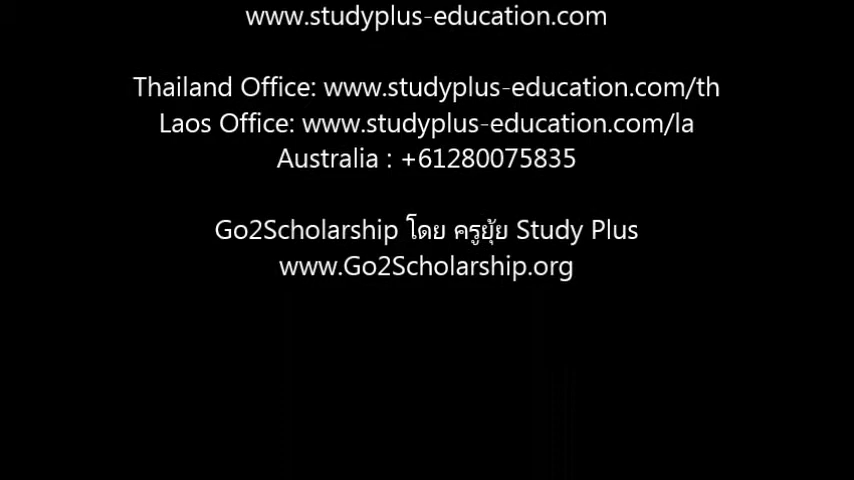 www.studyplus-education.com
Thailand Office: www.studyplus-education.com/th
Laos Office: www.studyplus-education.com/la
Australia : +61280075835
Go2Scholarship โดย ครูยุ้ย Study Plus
www.Go2Scholarship.org